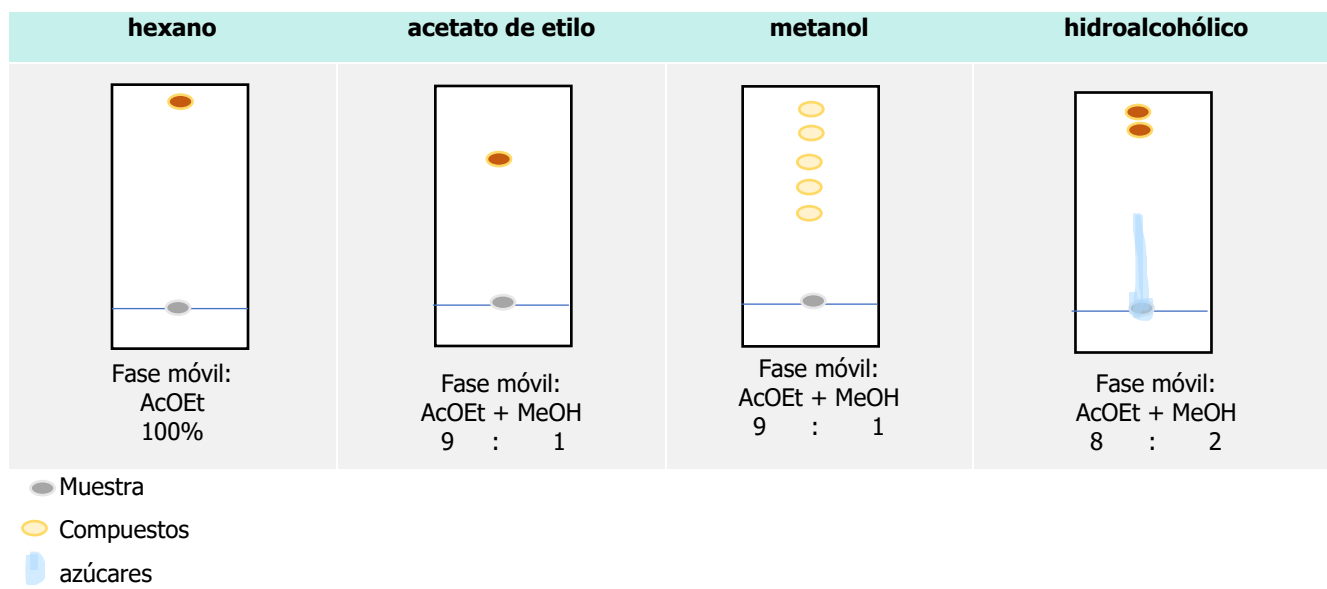 hexano
acetato de etilo
metanol
hidroalcohólico
Fase móvil:
AcOEt
100%
Fase móvil:
AcOEt + MeOH
9 : 1
Fase móvil:
AcOEt + MeOH
9 : 1
Fase móvil:
AcOEt + MeOH
8 : 2
Muestra
Compuestos
azúcares